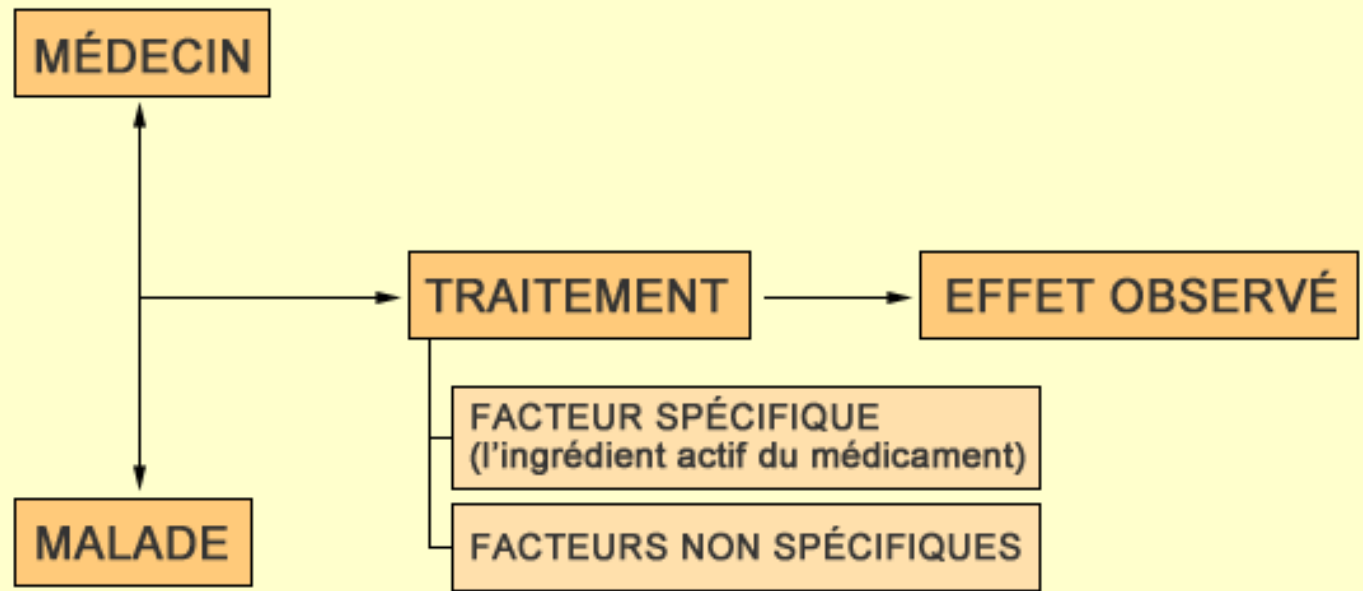 MÉDECIN
TRAITEMENT
EFFET OBSERVÉ
FACTEUR SPÉCIFIQUE
(l'ingrédient actif du médicament)
FACTEURS NON SPÉCIFIQUES
MALADE